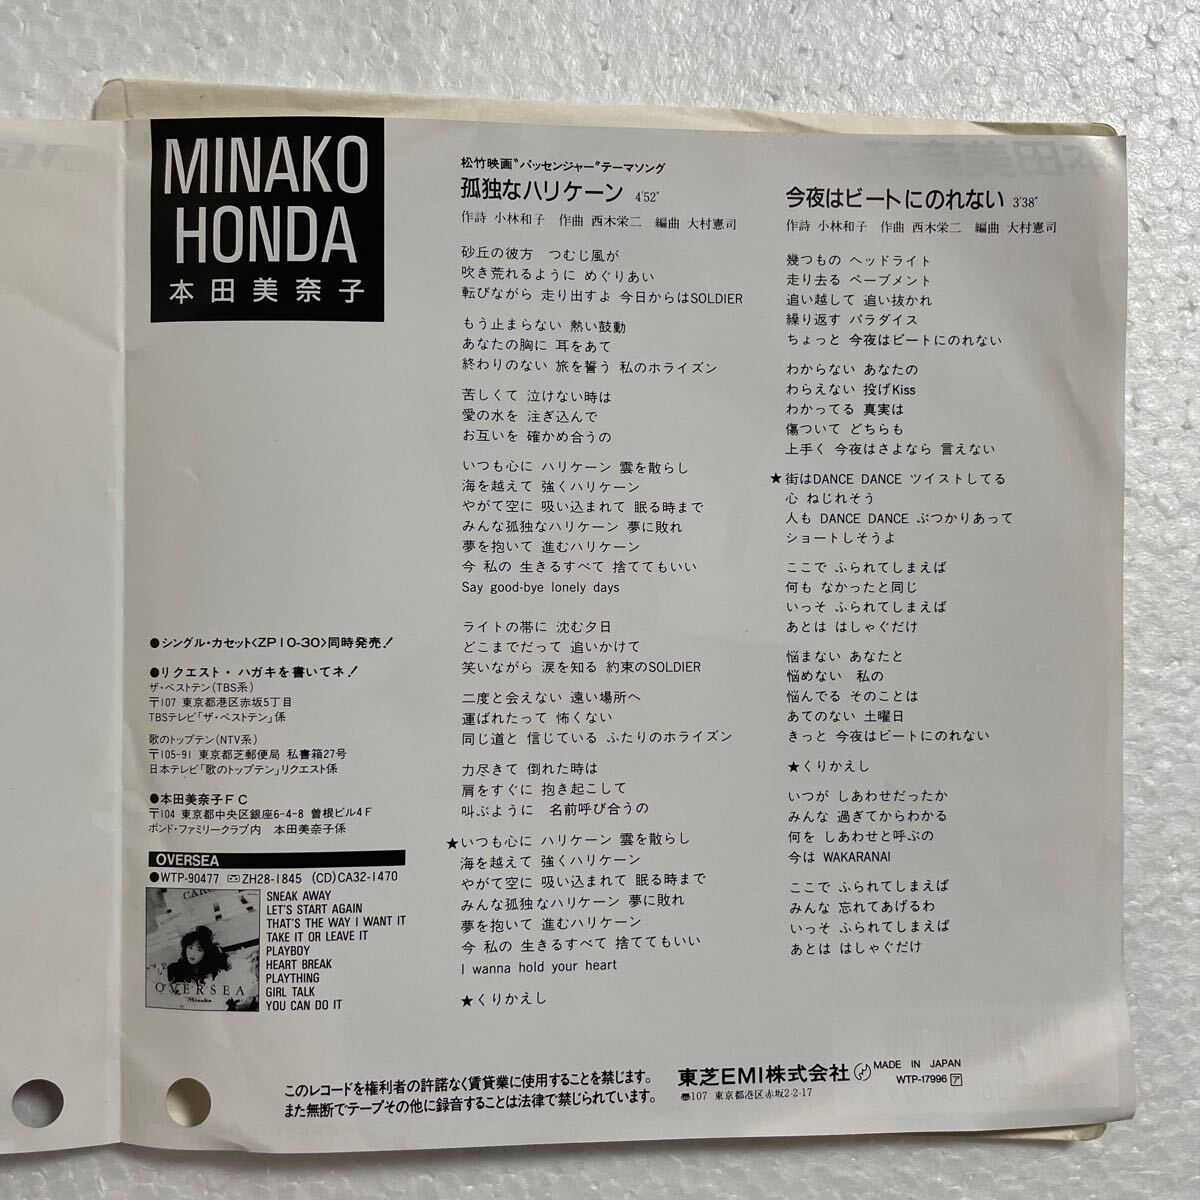 MINAKO
HONDA
本田美奈子
●シングル・カセット<ZP10-30>同時発売!
●リクエスト・ハガキを書いてネ!
ザ・ベストテン(TBS系)
〒107 東京都港区赤坂5丁目
TBSテレビ「ザ・ベストテン」係
歌のトップテン(NTV系)
〒105-91 東京都芝郵便局 私書箱27号
日本テレビ「歌のトップテン」リクエスト係
●本田美奈子FC
〒104 東京都中央区銀座6-4-8 曽根ビル4F
ボンド・ファミリークラブ内 本田美奈子係
OVERSEA
●WTP-90477 ZH28-1845 (CD)CA32-1470
OVERSEA
Minako
SNEAK AWAY
LET'S START AGAIN
THAT'S THE WAY I WANT IT
TAKE IT OR LEAVE IT
PLAYBOY
HEART BREAK
PLAYTHING
GIRL TALK
YOU CAN DO IT
松竹映画“パッセンジャー”テーマソング
孤独なハリケーン 4'52"
作詩 小林和子 作曲 西木栄二 編曲 大村憲司
砂丘の彼方 つむじ風が
吹き荒れるように めぐりあい
転びながら 走り出すよ 今日からはSOLDIER
もう止まらない 熱い鼓動
あなたの胸に 耳をあて
終わりのない 旅を誓う 私のホライズン
苦しくて 泣けない時は
愛の水を 注ぎ込んで
お互いを 確かめ合うの
いつも心に ハリケーン 雲を散らし
海を越えて 強くハリケーン
やがて空に 吸い込まれて 眠る時まで
みんな孤独なハリケーン 夢に敗れ
夢を抱いて 進むハリケーン
今 私の 生きるすべて 捨ててもいい
Say good-bye lonely days
ライトの帯に 沈む夕日
どこまでだって 追いかけて
笑いながら 涙を知る 約束のSOLDIER
二度と会えない 遠い場所へ
運ばれたって 怖くない
同じ道と 信じている ふたりのホライズン
力尽きて 倒れた時は
肩をすぐに 抱き起こして
叫ぶように 名前呼び合うの
★いつも心に ハリケーン 雲を散らし
海を越えて 強くハリケーン
やがて空に 吸い込まれて 眠る時まで
みんな孤独なハリケーン 夢に敗れ
夢を抱いて 進むハリケーン
今 私の 生きるすべて 捨ててもいい
I wanna hold your heart
★くりかえし
今夜はビートにのれない 3'38"
作詩 小林和子 作曲 西木栄二 編曲 大村憲司
幾つもの ヘッドライト
走り去る ペーブメント
追い越して 追い抜かれ
繰り返す パラダイス
ちょっと 今夜はビートにのれない
わからない あなたの
わらえない 投げKiss
わかってる 真実は
傷ついて どちらも
上手く 今夜はさよなら 言えない
★街はDANCE DANCE ツイストしてる
心 ねじれそう
人も DANCE DANCE ぶつかりあって
ショートしそうよ
ここで ふられてしまえば
何も なかったと同じ
いっそ ふられてしまえば
あとは はしゃぐだけ
悩まない あなたと
悩めない 私の
悩んでる そのことは
あてのない 土曜日
きっと 今夜はビートにのれない
★くりかえし
いつが しあわせだったか
みんな 過ぎてからわかる
何を しあわせと呼ぶの
今は WAKARANAI
ここで ふられてしまえば
みんな 忘れてあげるわ
いっそ ふられてしまえば
あとは はしゃぐだけ
このレコードを権利者の許諾なく賃貸業に使用することを禁じます。
また無断でテープその他に録音することは法律で禁じられています。
東芝EMI株式会社
〒107 東京都港区赤坂2-2-17
MADE IN JAPAN
WTP-17996 ア